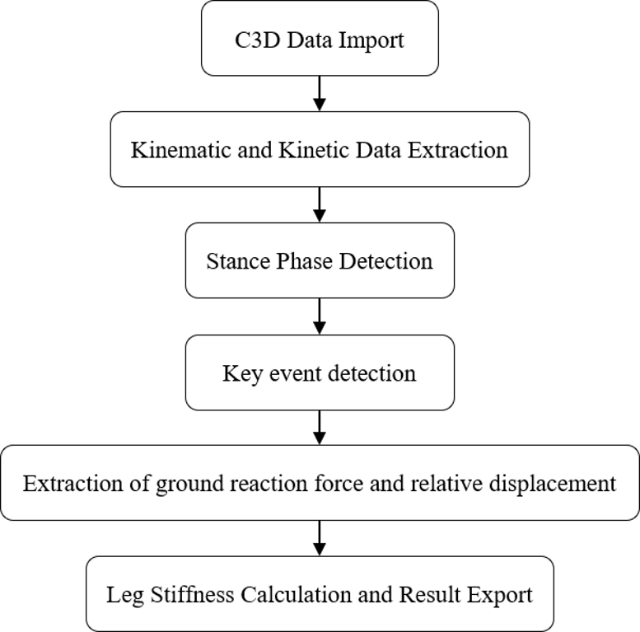 C3D Data Import
Kinematic and Kinetic Data Extraction
Stance Phase Detection
Key event detection
Extraction of ground reaction force and relative displacement
Leg Stiffness Calculation and Result Export